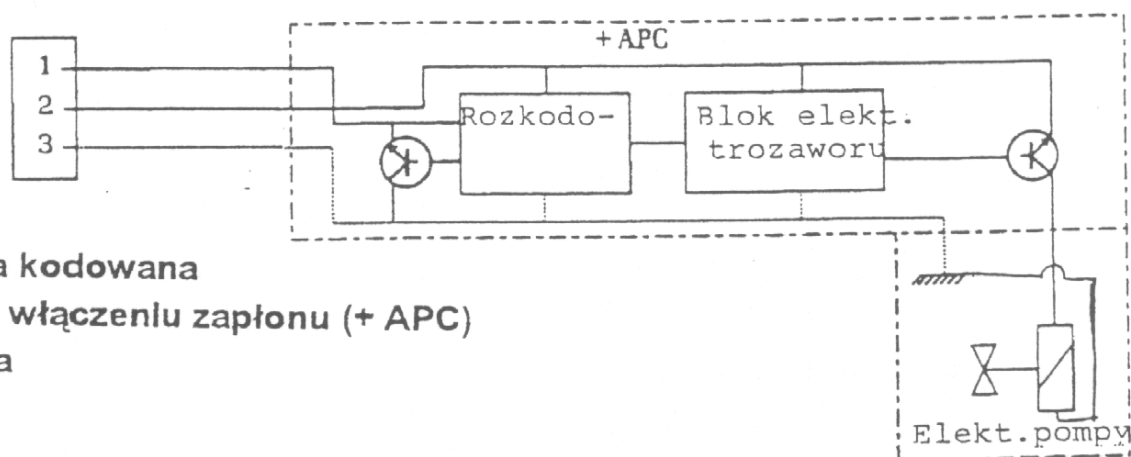 + APC
1
2
3
Rozkodo-
Blok elekt.
trozaworu
a kodowana
włączeniu zapłonu (+ APC)
a
Elekt.pompy